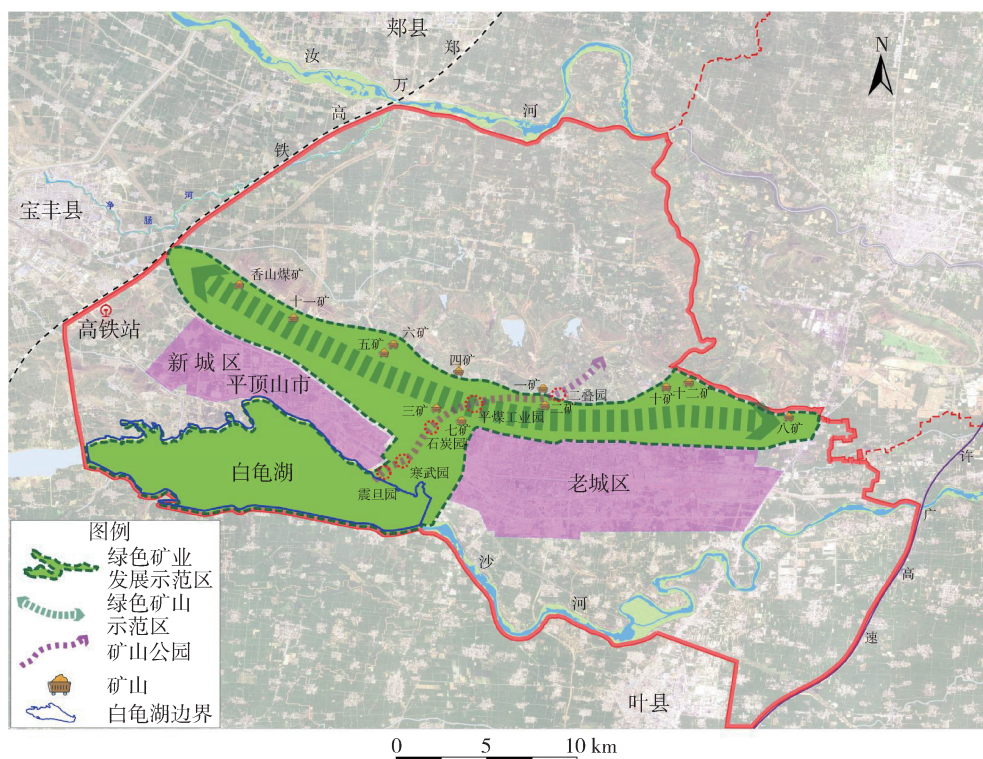 郏县
N
汝
郑
万
高
河
铁
宝丰县
净
肠
河
香山煤矿
十一矿
高铁站
六矿
五矿
新城区
四矿
平顶山市
一矿
二叠园
十矿
十二矿
三矿
平煤工业园
二矿
七矿
八矿
石炭园
白龟湖
寒武园
老城区
震旦园
许
广
高
速
沙
河
叶县
图例
绿色矿业
发展示范区
绿色矿山
示范区
矿山公园
矿山
白龟湖边界
0 5 10 km